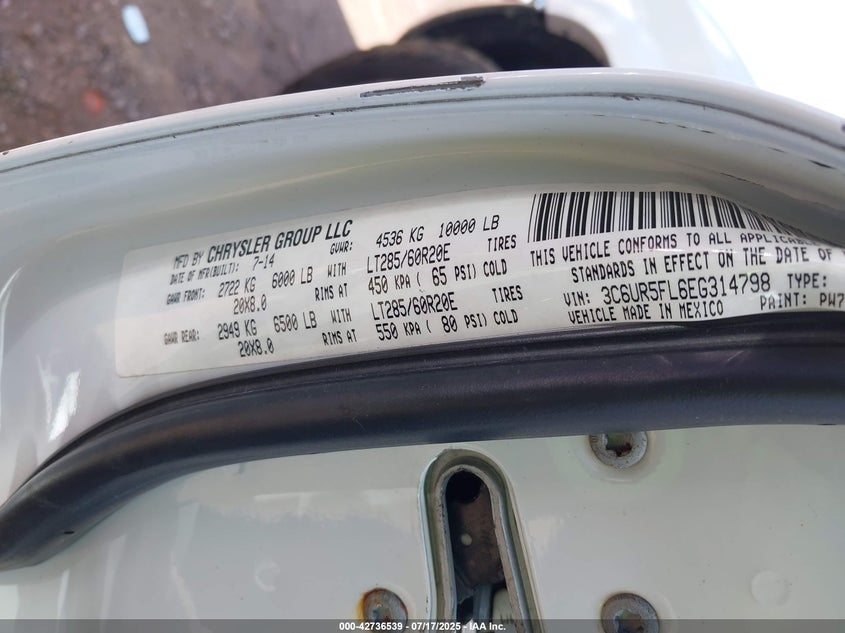 MFD BY CHRYSLER GROUP LLC
DATE OF MFR(BUILT): 7-14 GVWR: 4536 KG 10000 LB
GAWR FRONT: 2722 KG 6000 LB WITH LT285/60R20E TIRES
20X8.0 RIMS AT 450 KPA ( 65 PSI) COLD
GAWR REAR: 2949 KG 6500 LB WITH LT285/60R20E TIRES
20X8.0 RIMS AT 550 KPA ( 80 PSI) COLD
THIS VEHICLE CONFORMS TO ALL
STANDARDS IN EFFECT ON THE DATE OF
VIN: 3C6UR5FL6EG314798 TYPE:
VEHICLE MADE IN MEXICO PAINT: PW7
000-42736539 - 07/17/2025 - IAA Inc.